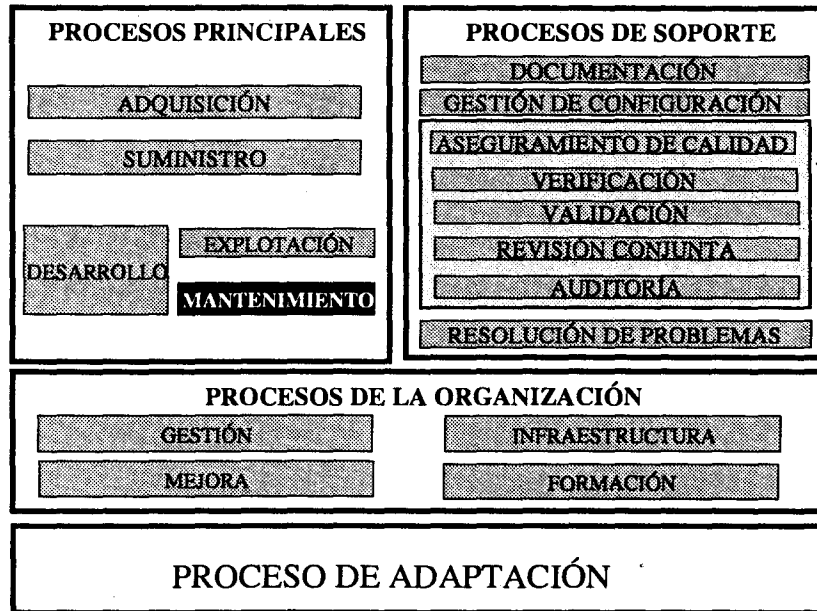 PROCESOS PRINCIPALES
ADQUISICIÓN
SUMINISTRO
DESARROLLO
EXPLOTACIÓN
MANTENIMIENTO
PROCESOS DE SOPORTE
DOCUMENTACIÓN
GESTIÓN DE CONFIGURACIÓN
ASEGURAMIENTO DE CALIDAD
VERIFICACIÓN
VALIDACIÓN
REVISIÓN CONJUNTA
AUDITORÍA
RESOLUCIÓN DE PROBLEMAS
PROCESOS DE LA ORGANIZACIÓN
GESTIÓN
INFRAESTRUCTURA
MEJORA
FORMACIÓN
PROCESO DE ADAPTACIÓN